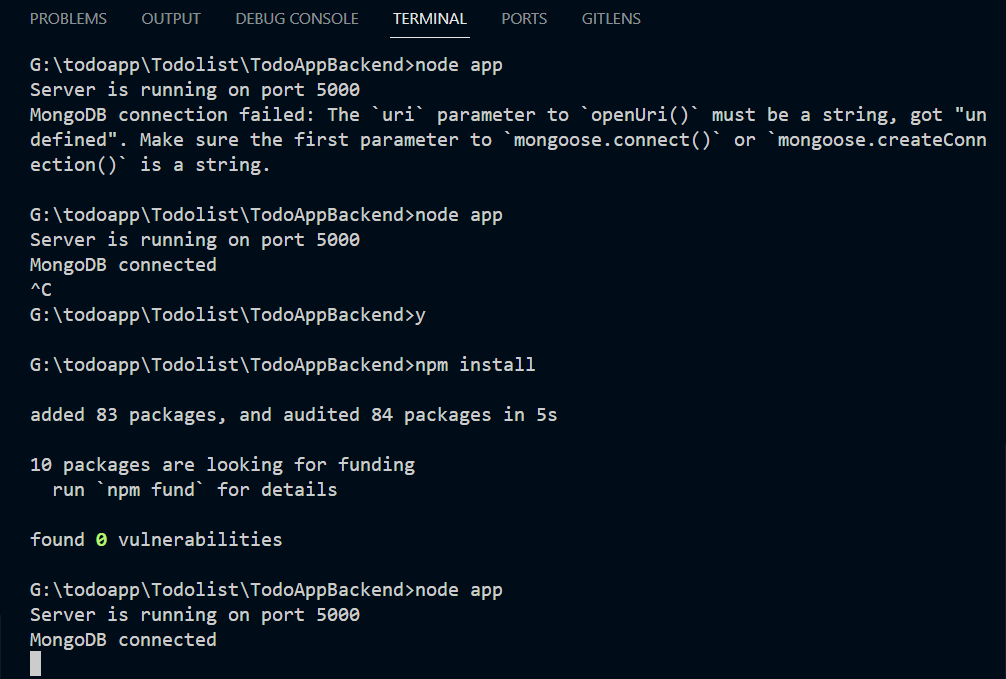 PROBLEMS OUTPUT DEBUG CONSOLE TERMINAL PORTS GITLENS
G:\todoapp\Todolist\TodoAppBackend>node app
Server is running on port 5000
MongoDB connection failed: The `uri` parameter to `openUri()` must be a string, got "un
defined". Make sure the first parameter to `mongoose.connect()` or `mongoose.createConn
ection()` is a string.
G:\todoapp\Todolist\TodoAppBackend>node app
Server is running on port 5000
MongoDB connected
^C
G:\todoapp\Todolist\TodoAppBackend>y
G:\todoapp\Todolist\TodoAppBackend>npm install
added 83 packages, and audited 84 packages in 5s
10 packages are looking for funding
  run `npm fund` for details
found 0 vulnerabilities
G:\todoapp\Todolist\TodoAppBackend>node app
Server is running on port 5000
MongoDB connected